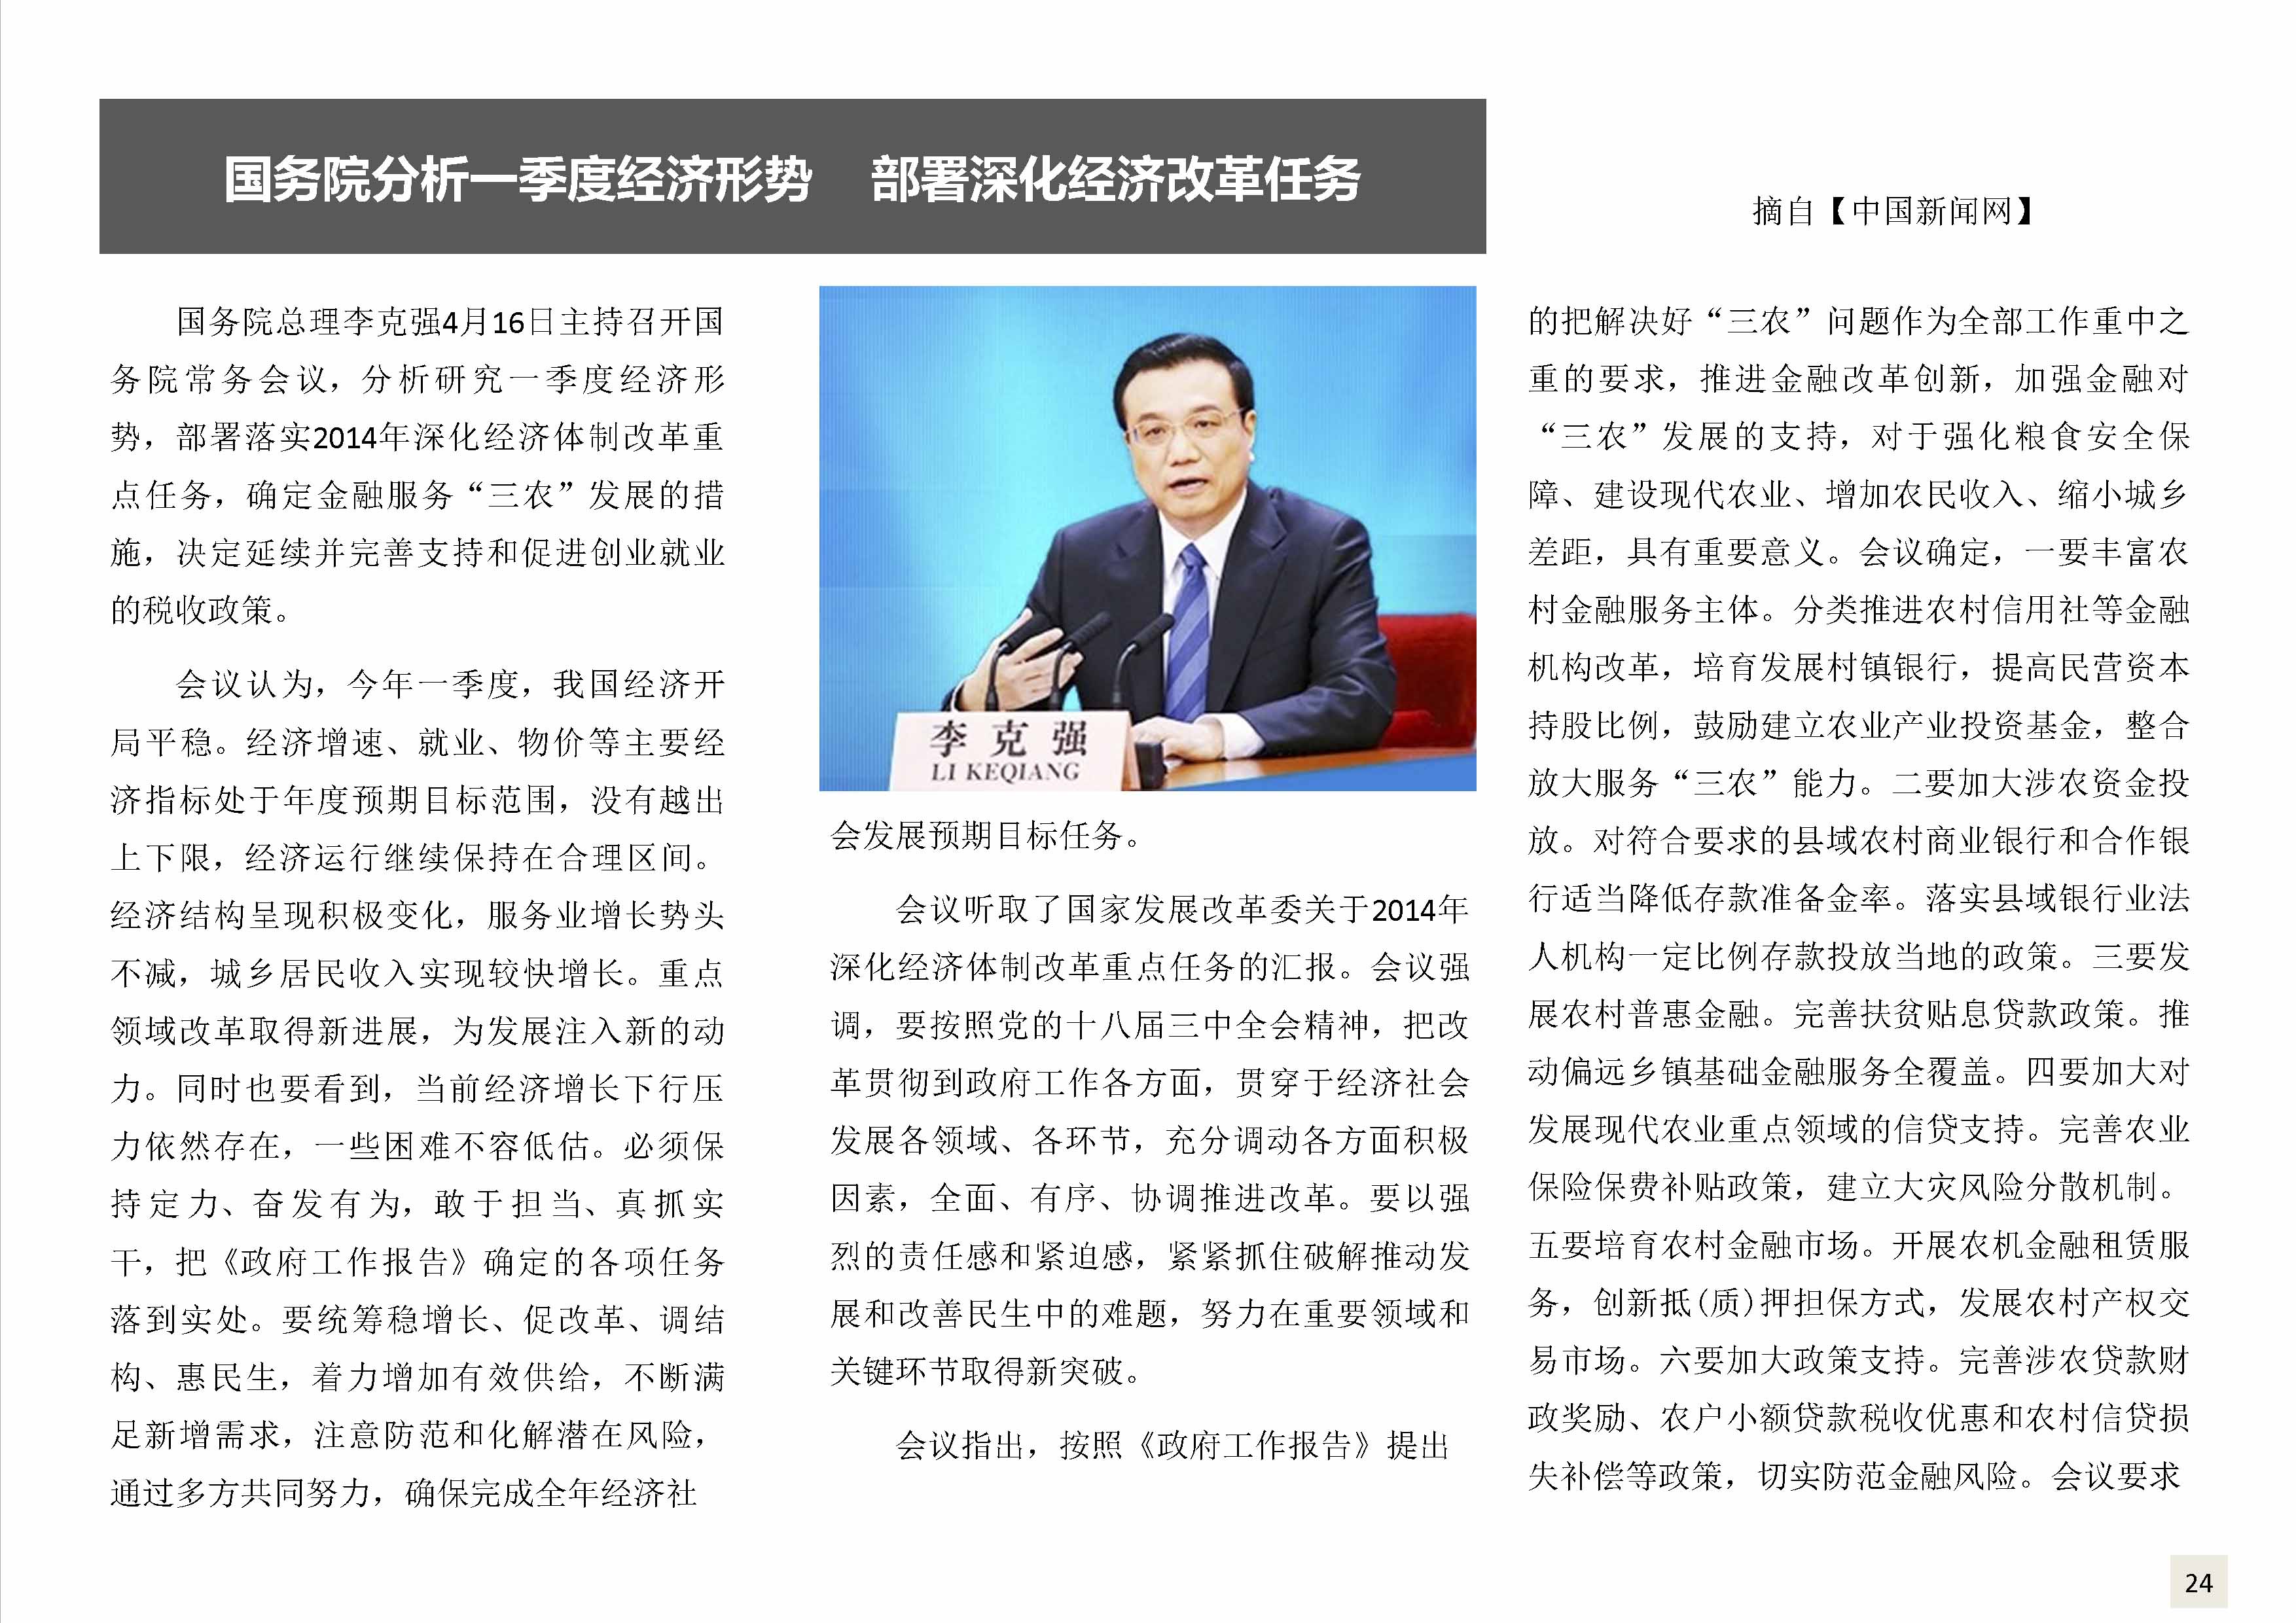 国务院分析一季度经济形势 部署深化经济改革任务
摘自【中国新闻网】
国务院总理李克强4月16日主持召开国
务院常务会议，分析研究一季度经济形
势，部署落实2014年深化经济体制改革重
点任务，确定金融服务“三农”发展的措
施，决定延续并完善支持和促进创业就业
的税收政策。
会议认为，今年一季度，我国经济开
局平稳。经济增速、就业、物价等主要经
济指标处于年度预期目标范围，没有越出
上下限，经济运行继续保持在合理区间。
经济结构呈现积极变化，服务业增长势头
不减，城乡居民收入实现较快增长。重点
领域改革取得新进展，为发展注入新的动
力。同时也要看到，当前经济增长下行压
力依然存在，一些困难不容低估。必须保
持定力、奋发有为，敢于担当、真抓实
干，把《政府工作报告》确定的各项任务
落到实处。要统筹稳增长、促改革、调结
构、惠民生，着力增加有效供给，不断满
足新增需求，注意防范和化解潜在风险，
通过多方共同努力，确保完成全年经济社
李克强
LI KEQIANG
会发展预期目标任务。
会议听取了国家发展改革委关于2014年
深化经济体制改革重点任务的汇报。会议强
调，要按照党的十八届三中全会精神，把改
革贯彻到政府工作各方面，贯穿于经济社会
发展各领域、各环节，充分调动各方面积极
因素，全面、有序、协调推进改革。要以强
烈的责任感和紧迫感，紧紧抓住破解推动发
展和改善民生中的难题，努力在重要领域和
关键环节取得新突破。
会议指出，按照《政府工作报告》提出
的把解决好“三农”问题作为全部工作重中之
重的要求，推进金融改革创新，加强金融对
“三农”发展的支持，对于强化粮食安全保
障、建设现代农业、增加农民收入、缩小城乡
差距，具有重要意义。会议确定，一要丰富农
村金融服务主体。分类推进农村信用社等金融
机构改革，培育发展村镇银行，提高民营资本
持股比例，鼓励建立农业产业投资基金，整合
放大服务“三农”能力。二要加大涉农资金投
放。对符合要求的县域农村商业银行和合作银
行适当降低存款准备金率。落实县域银行业法
人机构一定比例存款投放当地的政策。三要发
展农村普惠金融。完善扶贫贴息贷款政策。推
动偏远乡镇基础金融服务全覆盖。四要加大对
发展现代农业重点领域的信贷支持。完善农业
保险保费补贴政策，建立大灾风险分散机制。
五要培育农村金融市场。开展农机金融租赁服
务，创新抵(质)押担保方式，发展农村产权交
易市场。六要加大政策支持。完善涉农贷款财
政奖励、农户小额贷款税收优惠和农村信贷损
失补偿等政策，切实防范金融风险。会议要求
24